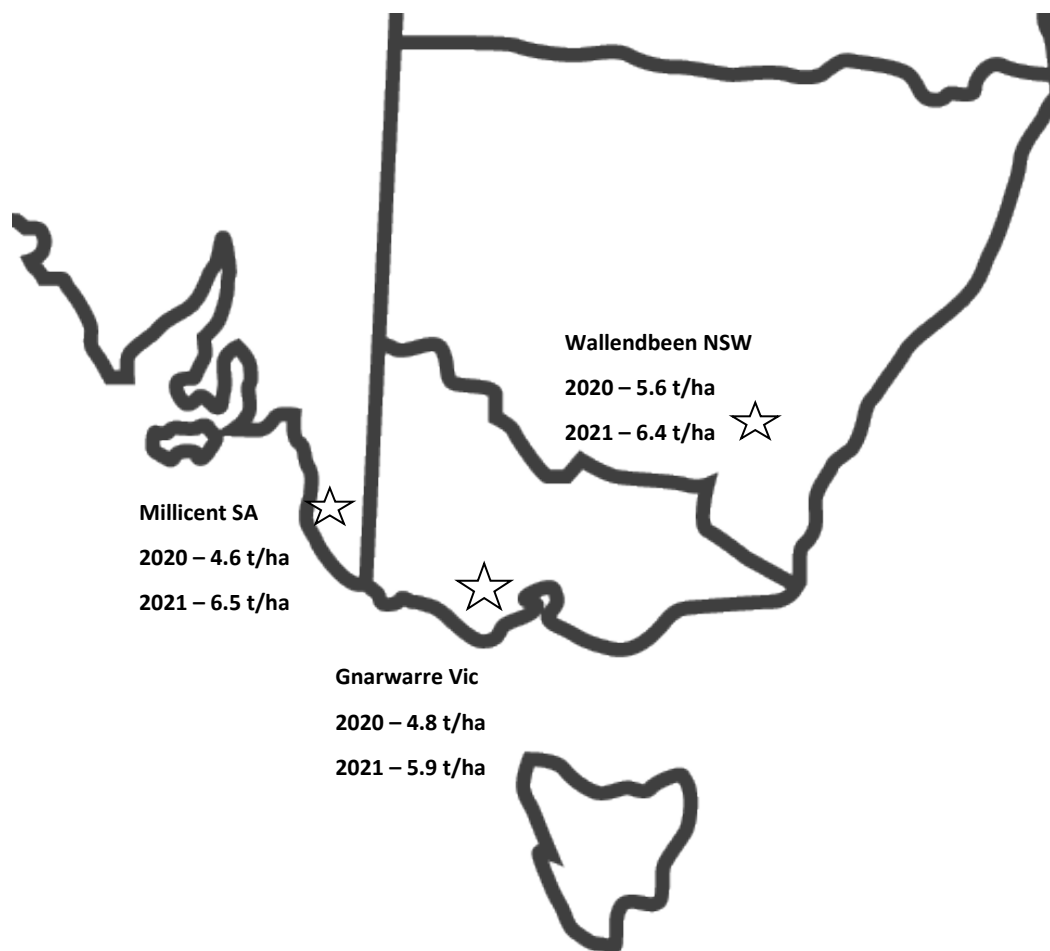 Wallendbeen NSW
2020 – 5.6 t/ha
2021 – 6.4 t/ha
Millicent SA
2020 – 4.6 t/ha
2021 – 6.5 t/ha
Gnarwarre Vic
2020 – 4.8 t/ha
2021 – 5.9 t/ha